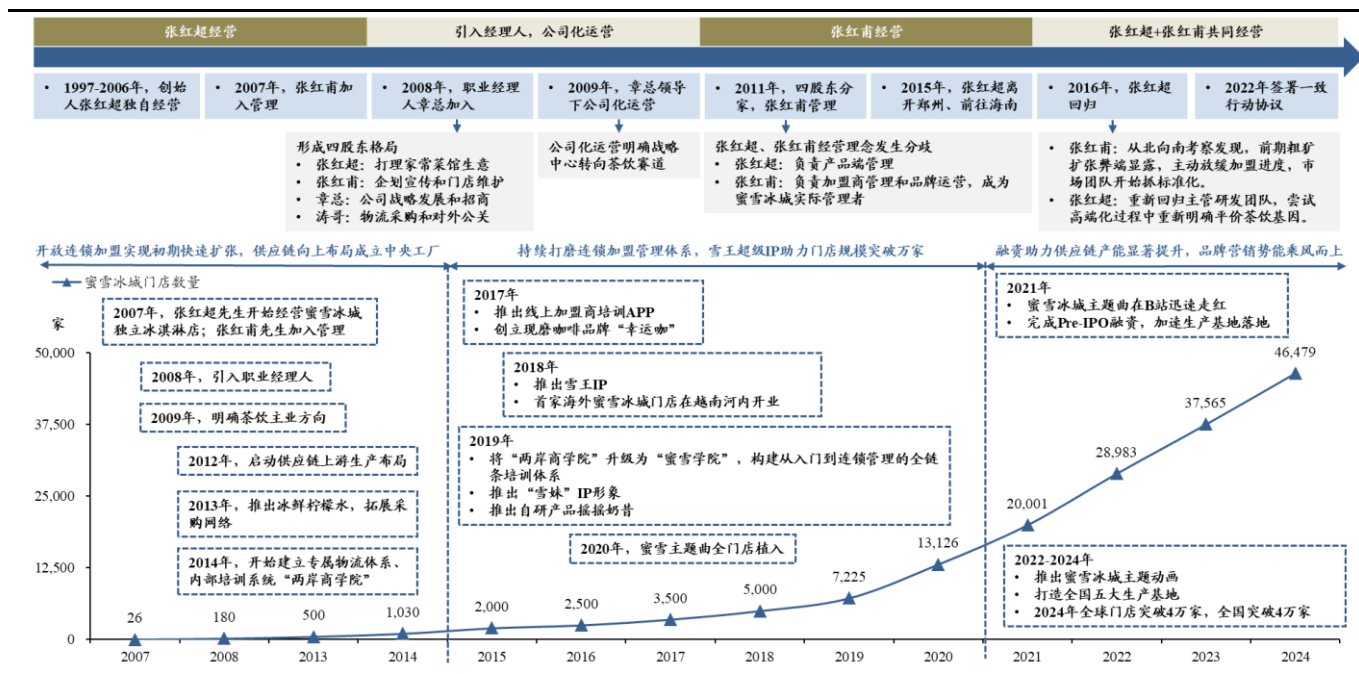 张红超经营
引入经理人，公司化运营
张红甫经营
张红超+张红甫共同经营
• 1997-2006年，创始
人张红超独自经营
• 2007年，张红甫加
入管理
• 2008年，职业经理
人章总加入
• 2009年，章总领导
下公司化运营
• 2011年，四股东分
家，张红甫管理
• 2015年，张红超离
开郑州、前往海南
• 2016年，张红超
回归
• 2022年签署一致
行动协议
形成四股东格局
• 张红超：打理家常菜馆生意
• 张红甫：企划宣传和门店维护
• 章总：公司战略发展和招商
• 涛哥：物流采购和对外公关
公司化运营明确战略
中心转向茶饮赛道
张红超、张红甫经营理念发生分歧
• 张红超：负责产品端管理
• 张红甫：负责加盟商管理和品牌运营，成为
蜜雪冰城实际管理者
• 张红甫：从北向南考察发现，前期粗犷
扩张弊端显露，主动放缓加盟进度，市
场团队开始抓标准化。
• 张红超：重新回归主管研发团队，尝试
高端化过程中重新明确平价茶饮基因。
开放连锁加盟实现初期快速扩张，供应链向上布局成立中央工厂
持续打磨连锁加盟管理体系，雪王超级IP助力门店规模突破万家
融资助力供应链产能显著提升，品牌营销势能乘风而上
蜜雪冰城门店数量
家
2007年，张红超先生开始经营蜜雪冰城
独立冰淇淋店；张红甫先生加入管理
2008年，引入职业经理人
2009年，明确茶饮主业方向
2012年，启动供应链上游生产布局
2013年，推出冰鲜柠檬水，拓展采
购网络
2014年，开始建立专属物流体系、
内部培训系统“两岸商学院”
2017年
• 推出线上加盟商培训APP
• 创立现磨咖啡品牌“幸运咖”
2018年
• 推出雪王IP
• 首家海外蜜雪冰城门店在越南河内开业
2019年
• 将“两岸商学院”升级为“蜜雪学院”，构建从入门到连锁管理的全链
条培训体系
• 推出“雪妹”IP形象
• 推出自研产品摇摇奶昔
2020年，蜜雪主题曲全门店植入
2021年
• 蜜雪冰城主题曲在B站迅速走红
• 完成Pre-IPO融资，加速生产基地落地
2022-2024年
• 推出蜜雪冰城主题动画
• 打造全国五大生产基地
• 2024年全球门店突破4万家，全国突破4万家
50,000
37,500
25,000
12,500
0
26
180
500
1,030
2,000
2,500
3,500
5,000
7,225
13,126
20,001
28,983
37,565
46,479
2007
2008
2013
2014
2015
2016
2017
2018
2019
2020
2021
2022
2023
2024